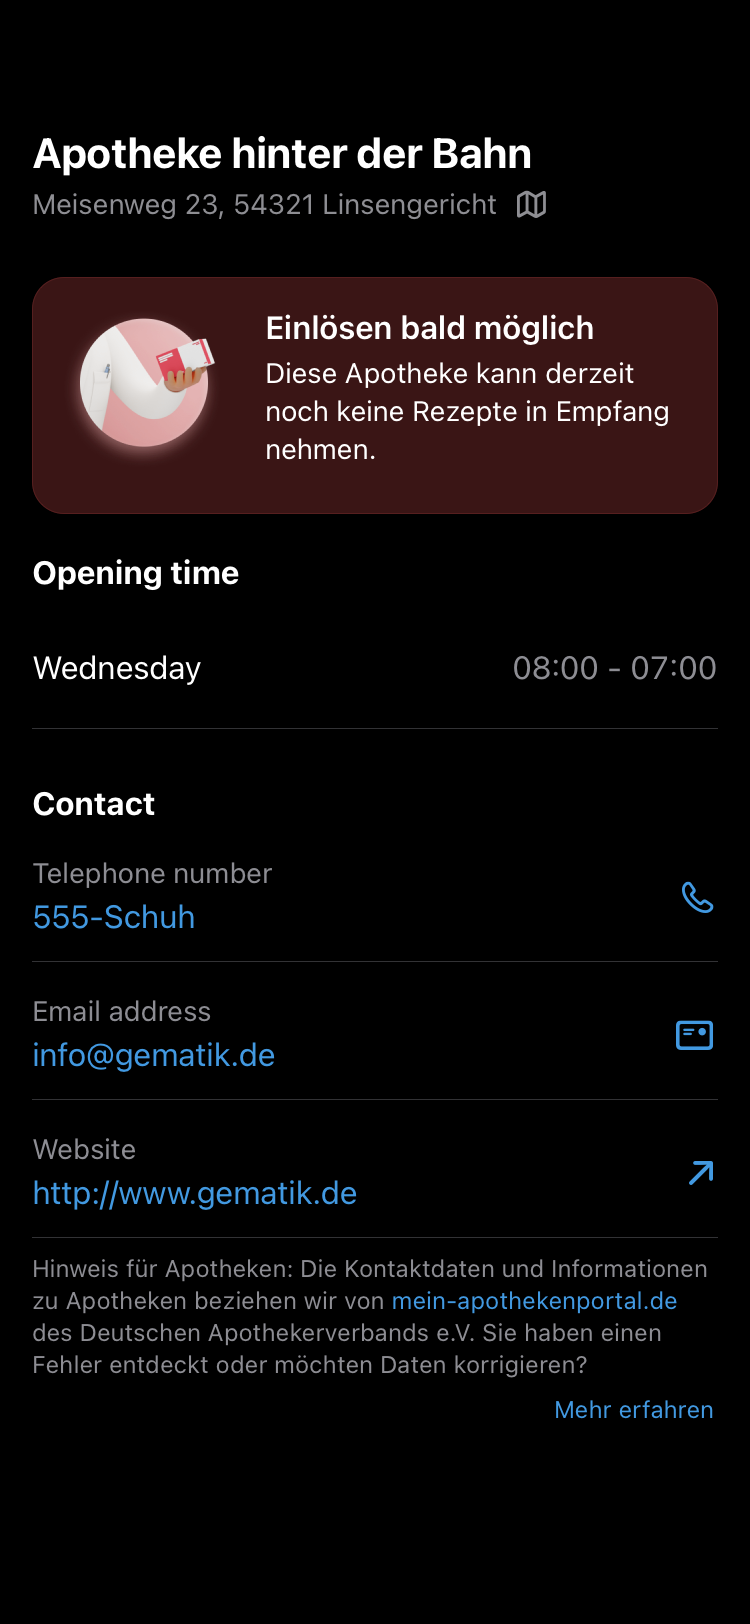 Apotheke hinter der Bahn
Meisenweg 23, 54321 Linsengericht
Einlösen bald möglich
Diese Apotheke kann derzeit
noch keine Rezepte in Empfang
nehmen.
Opening time
Wednesday 08:00 - 07:00
Contact
Telephone number
555-Schuh
Email address
info@gematik.de
Website
http://www.gematik.de
Hinweis für Apotheken: Die Kontaktdaten und Informationen
zu Apotheken beziehen wir von mein-apothekenportal.de
des Deutschen Apothekerverbands e.V. Sie haben einen
Fehler entdeckt oder möchten Daten korrigieren?
Mehr erfahren